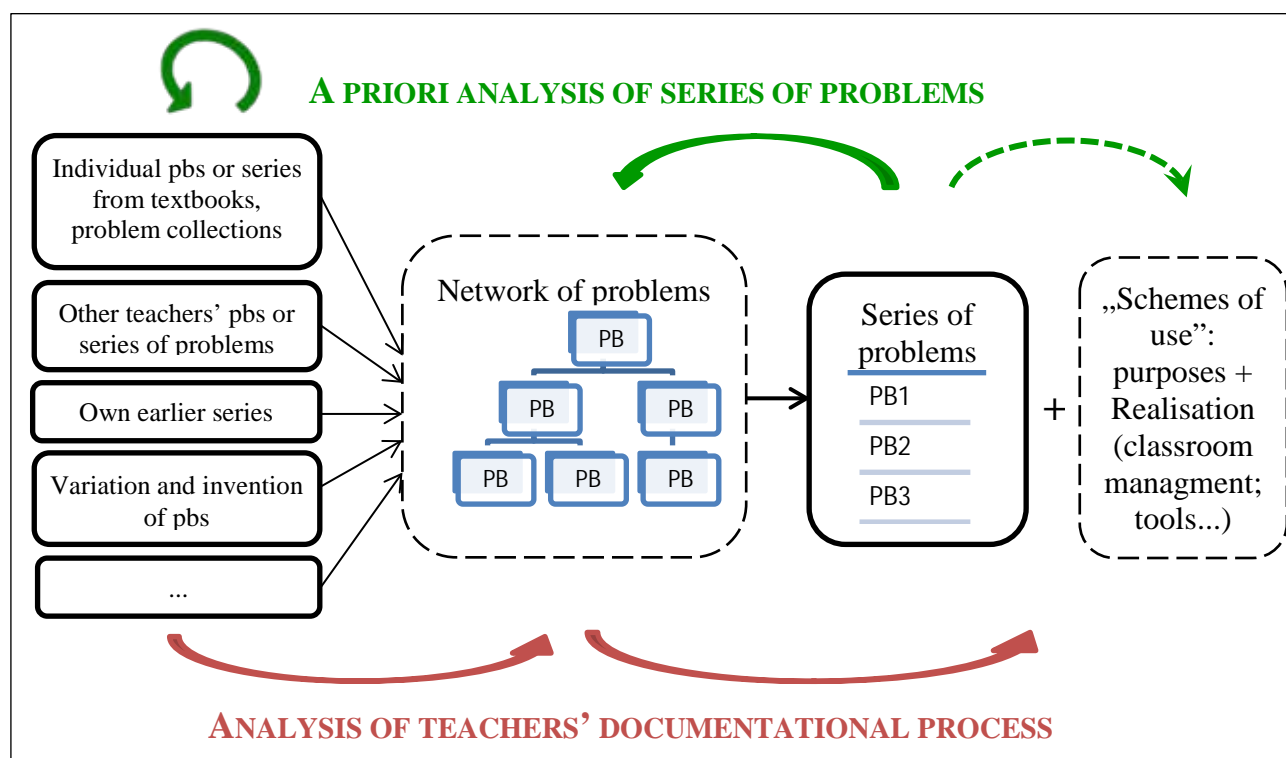 A PRIORI ANALYSIS OF SERIES OF PROBLEMS
Individual pbs or series
from textbooks,
problem collections
Other teachers’ pbs or
series of problems
Own earlier series
Variation and invention
of pbs
...
Network of problems
PB
PB
PB
PB
PB
PB
Series of
problems
PB1
PB2
PB3
+
„Schemes of
use”:
purposes +
Realisation
(classroom
managment;
tools...)
ANALYSIS OF TEACHERS’ DOCUMENTATIONAL PROCESS